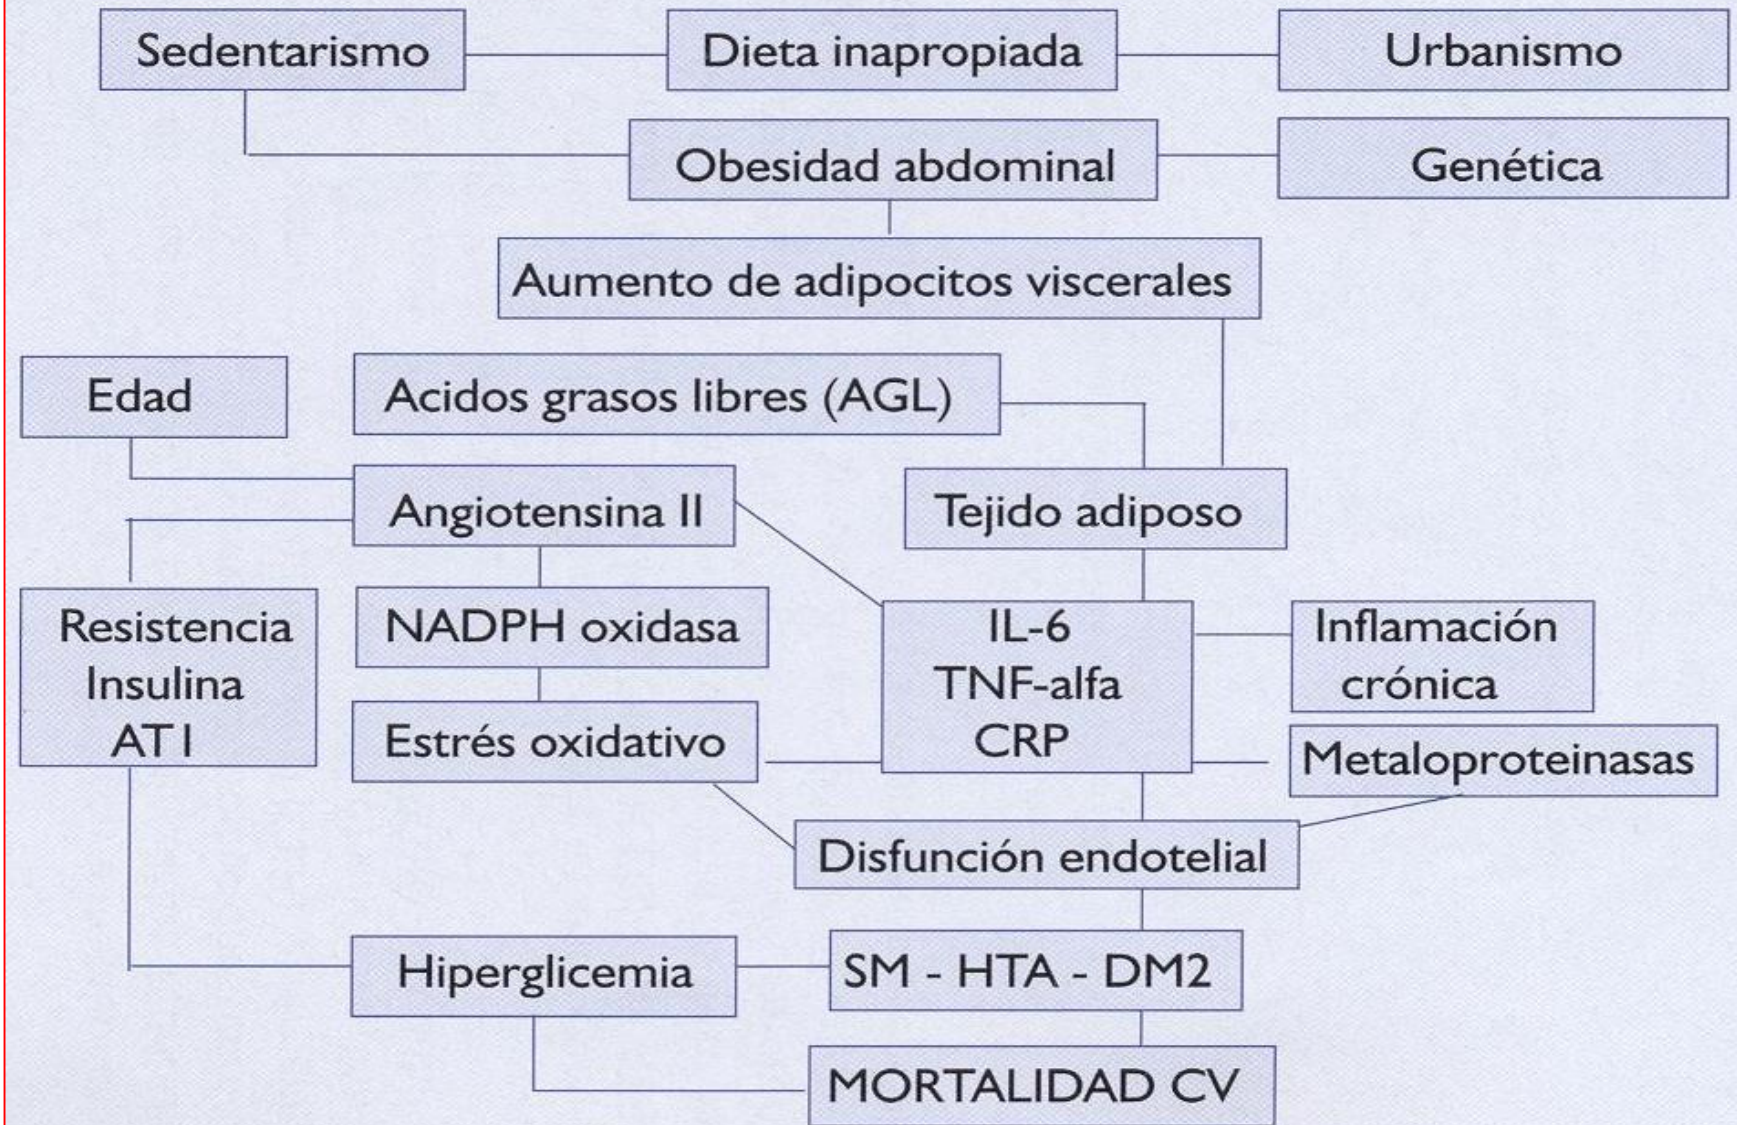 Sedentarismo
Dieta inapropiada
Urbanismo
Obesidad abdominal
Genética
Aumento de adipocitos viscerales
Edad
Acidos grasos libres (AGL)
Angiotensina II
Tejido adiposo
Resistencia
Insulina
AT1
NADPH oxidasa
IL-6
TNF-alfa
CRP
Inflamación
crónica
Estrés oxidativo
Metaloproteinasas
Disfunción endotelial
Hiperglicemia
SM - HTA - DM2
MORTALIDAD CV